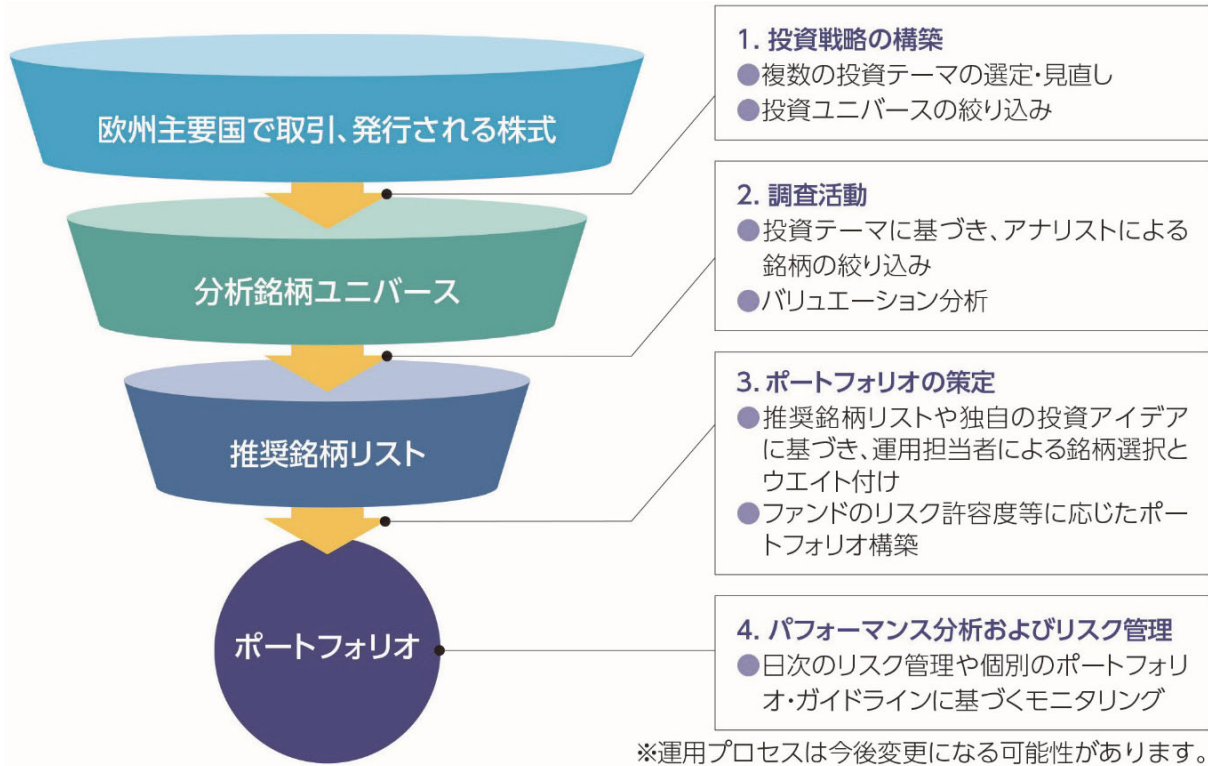 欧州主要国で取引、発行される株式
分析銘柄ユニバース
推奨銘柄リスト
ポートフォリオ
1. 投資戦略の構築
●複数の投資テーマの選定・見直し
●投資ユニバースの絞り込み
2. 調査活動
●投資テーマに基づき、アナリストによる
銘柄の絞り込み
●バリュエーション分析
3. ポートフォリオの策定
●推奨銘柄リストや独自の投資アイデア
に基づき、運用担当者による銘柄選択と
ウエイト付け
●ファンドのリスク許容度等に応じたポー
トフォリオ構築
4. パフォーマンス分析およびリスク管理
●日次のリスク管理や個別のポートフォリ
オ・ガイドラインに基づくモニタリング
※運用プロセスは今後変更になる可能性があります。